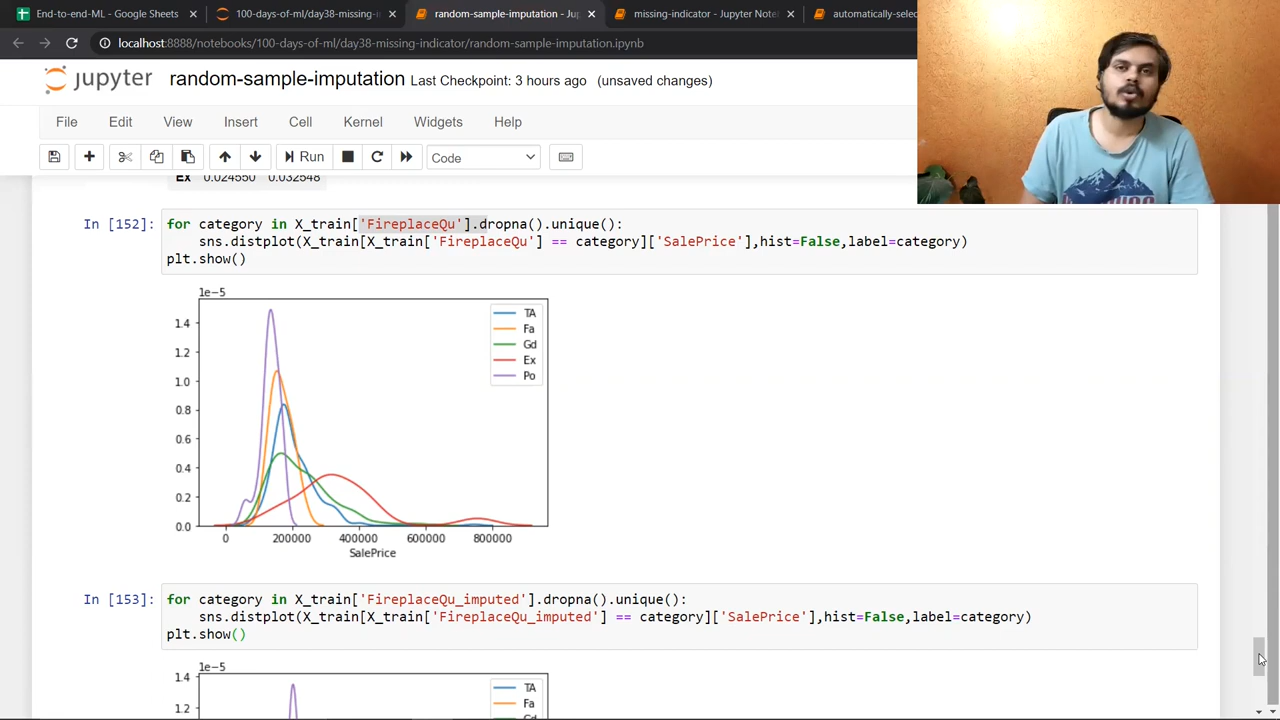 End-to-end-ML - Google Sheets
100-days-of-ml/day38-missing-
random-sample-imputation - Ju
missing-indicator - Jupyter Note
automatically-selec
localhost:8888/notebooks/100-days-of-ml/day38-missing-indicator/random-sample-imputation.ipynb
jupyter random-sample-imputation Last Checkpoint: 3 hours ago (unsaved changes)
File Edit View Insert Cell Kernel Widgets Help
Run Code
Ex 0.024550 0.032548
In [152]: for category in X_train['FireplaceQu'].dropna().unique():
sns.distplot(X_train[X_train['FireplaceQu'] == category]['SalePrice'],hist=False,label=category)
plt.show()
1e-5
TA
Fa
Gd
Ex
Po
1.4
1.2
1.0
0.8
0.6
0.4
0.2
0.0
0 200000 400000 600000 800000
SalePrice
In [153]: for category in X_train['FireplaceQu_imputed'].dropna().unique():
sns.distplot(X_train[X_train['FireplaceQu_imputed'] == category]['SalePrice'],hist=False,label=category)
plt.show()
1e-5
1.4
1.2
TA
Fa
Gd